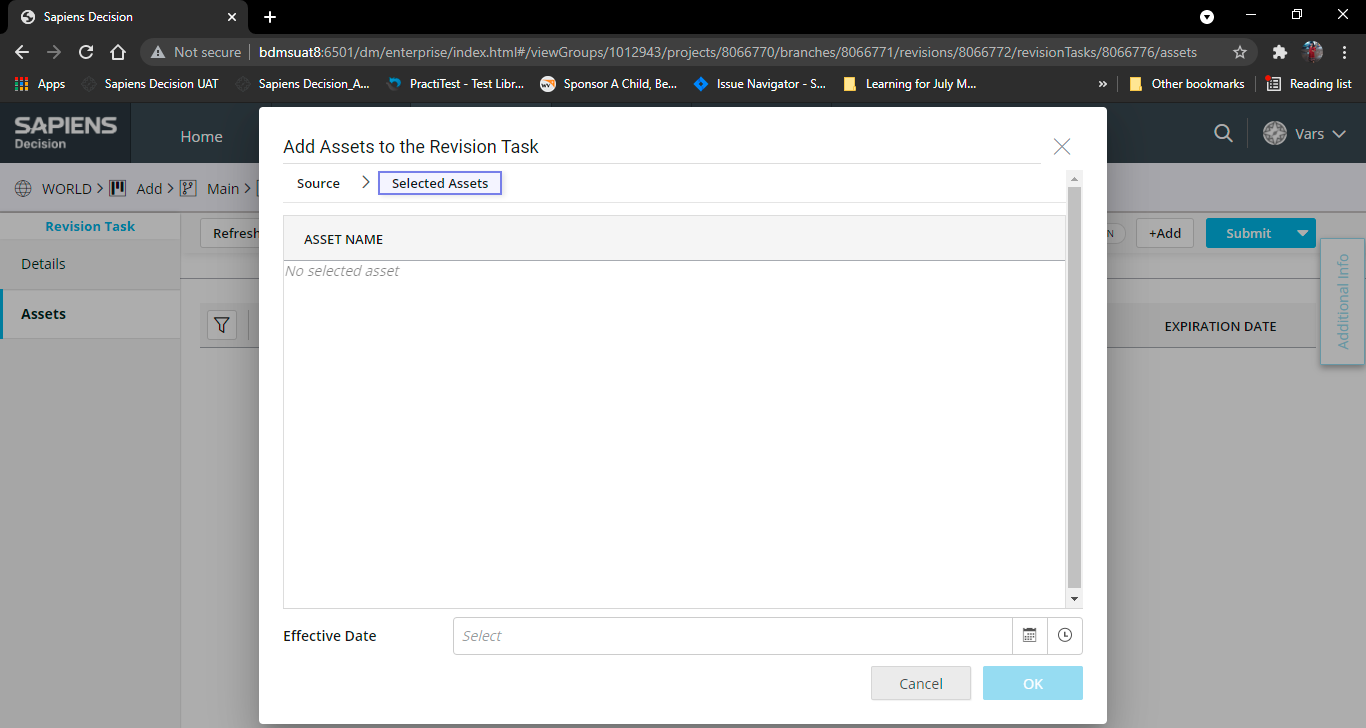 Sapiens Decision
Not secure bdmsuat8:6501/dm/enterprise/index.html#/viewGroups/1012943/projects/8066770/branches/8066771/revisions/8066772/revisionTasks/8066776/assets
Apps Sapiens Decision UAT Sapiens Decision_A... PractiTest - Test Libr... Sponsor A Child, Be... Issue Navigator - S... Learning for July M... » Other bookmarks Reading list
SAPIENS
Decision
Home
Vars
WORLD > Add > Main >
Add Assets to the Revision Task
Source > Selected Assets
Revision Task
Refresh
N
+Add
Submit
Details
Assets
ASSET NAME
No selected asset
EXPIRATION DATE
Additional Info
Effective Date Select
Cancel OK